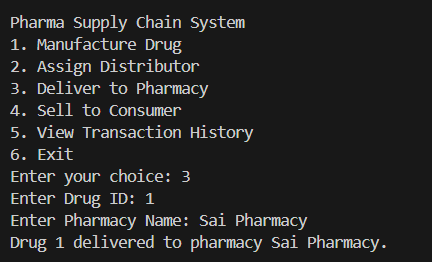 Pharma Supply Chain System
1. Manufacture Drug
2. Assign Distributor
3. Deliver to Pharmacy
4. Sell to Consumer
5. View Transaction History
6. Exit
Enter your choice: 3
Enter Drug ID: 1
Enter Pharmacy Name: Sai Pharmacy
Drug 1 delivered to pharmacy Sai Pharmacy.